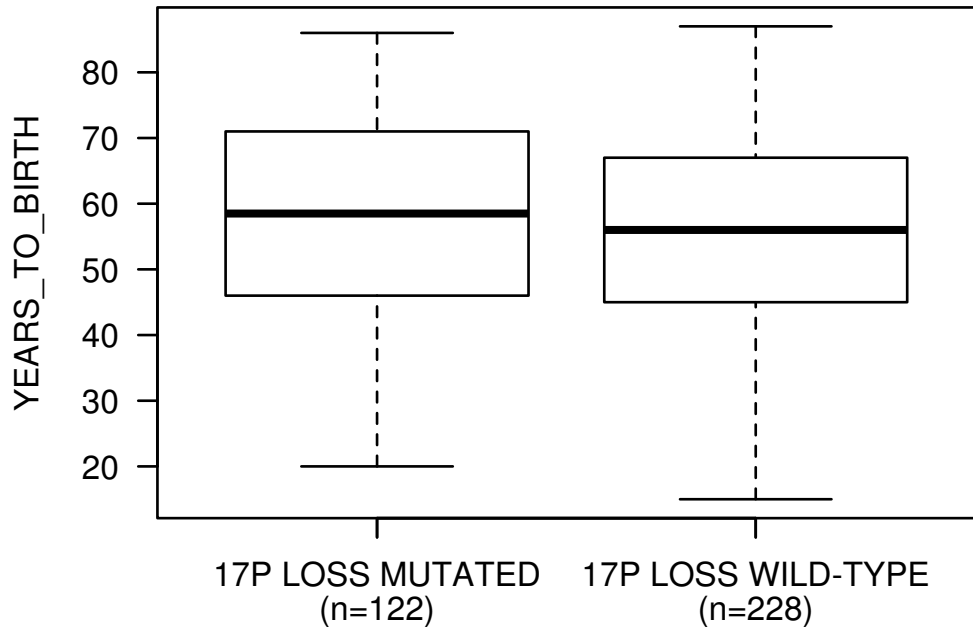 YEARS_TO_BIRTH
80
70
60
50
40
30
20
17P LOSS MUTATED
(n=122)
17P LOSS WILD-TYPE
(n=228)